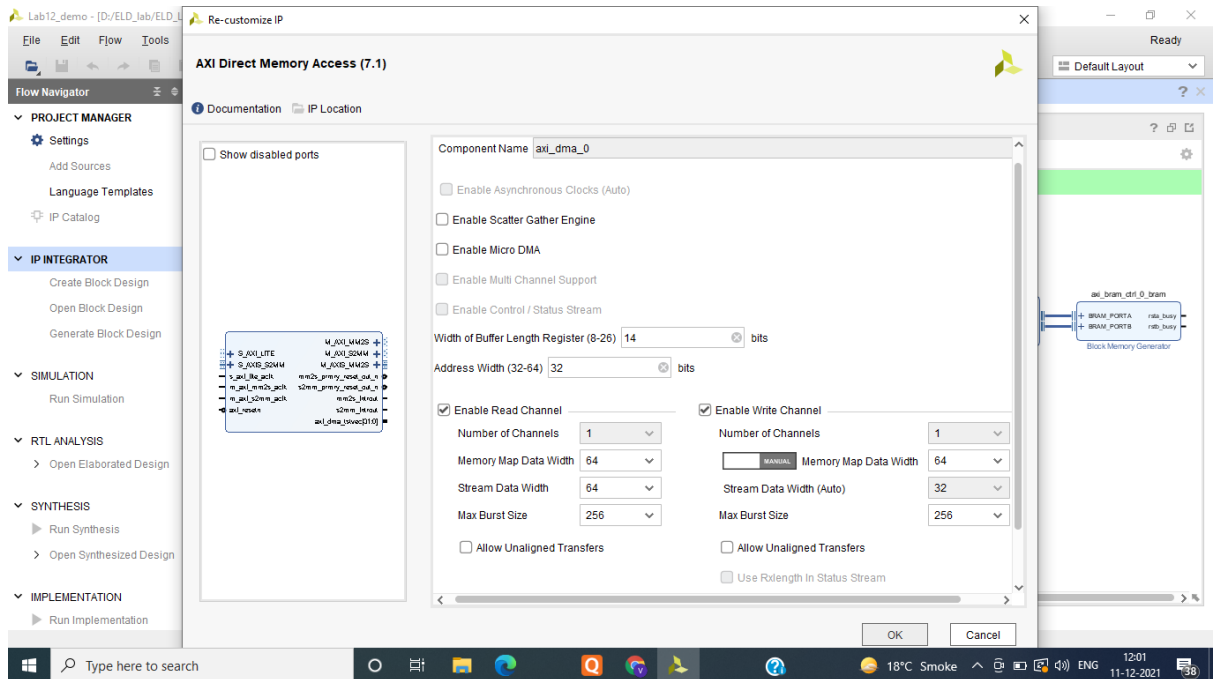 Lab12_demo - [D:/ELD_lab/ELD_L
Re-customize IP
File Edit Flow Tools
Ready
AXI Direct Memory Access (7.1)
Default Layout
Flow Navigator
?
Documentation IP Location
PROJECT MANAGER
Settings
Add Sources
Language Templates
IP Catalog
IP INTEGRATOR
Create Block Design
Open Block Design
Generate Block Design
SIMULATION
Run Simulation
RTL ANALYSIS
Open Elaborated Design
SYNTHESIS
Run Synthesis
Open Synthesized Design
IMPLEMENTATION
Run Implementation
Show disabled ports
M_AXI_MM2S
S_AXI_LITE M_AXI_S2MM
S_AXIS_S2MM M_AXIS_MM2S
s_axi_lite_aclk mm2s_prmry_reset_out_n
m_axi_mm2s_aclk s2mm_prmry_reset_out_n
m_axi_s2mm_aclk mm2s_introut
axi_resetn s2mm_introut
axi_dma_tstvec[31:0]
Component Name axi_dma_0
Enable Asynchronous Clocks (Auto)
Enable Scatter Gather Engine
Enable Micro DMA
Enable Multi Channel Support
Enable Control / Status Stream
Width of Buffer Length Register (8-26) 14 bits
Address Width (32-64) 32 bits
Enable Read Channel Enable Write Channel
Number of Channels 1 Number of Channels 1
Memory Map Data Width 64 MANUAL Memory Map Data Width 64
Stream Data Width 64 Stream Data Width (Auto) 32
Max Burst Size 256 Max Burst Size 256
Allow Unaligned Transfers Allow Unaligned Transfers
Use Rxlength In Status Stream
OK Cancel
?
axi_bram_ctrl_0_bram
BRAM_PORTA rsta_busy
BRAM_PORTB rstb_busy
Block Memory Generator
Type here to search
18°C Smoke
ENG
12:01
11-12-2021
38